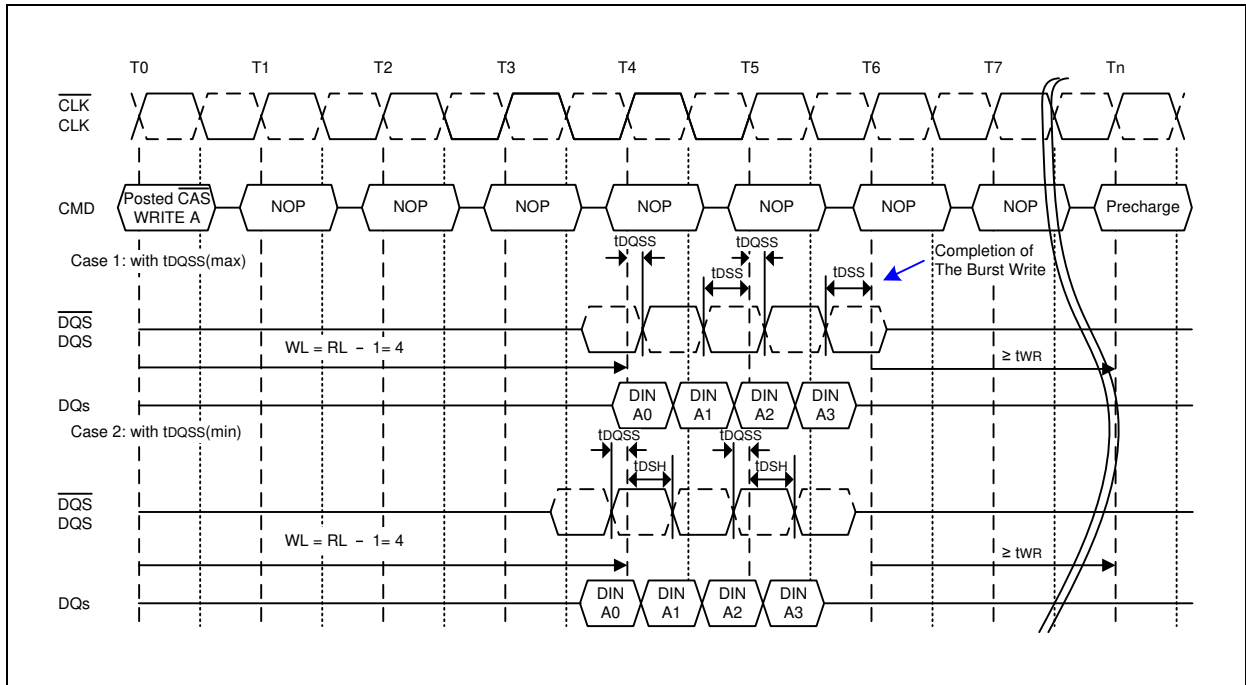 T0 T1 T2 T3 T4 T5 T6 T7 Tn
CLK
CLK
CMD
Posted CAS
WRITE A
NOP NOP NOP NOP NOP NOP NOP Precharge
tDQSS tDQSS
Case 1: with tDQSS(max)
tDSS tDSS
Completion of
The Burst Write
DQS
DQS
WL = RL − 1= 4
≥ tWR
DQs
DIN DIN DIN DIN
A0 A1 A2 A3
Case 2: with tDQSS(min)
tDQSS tDQSS
tDSH tDSH
DQS
DQS
WL = RL − 1= 4
≥ tWR
DQs
DIN DIN DIN DIN
A0 A1 A2 A3